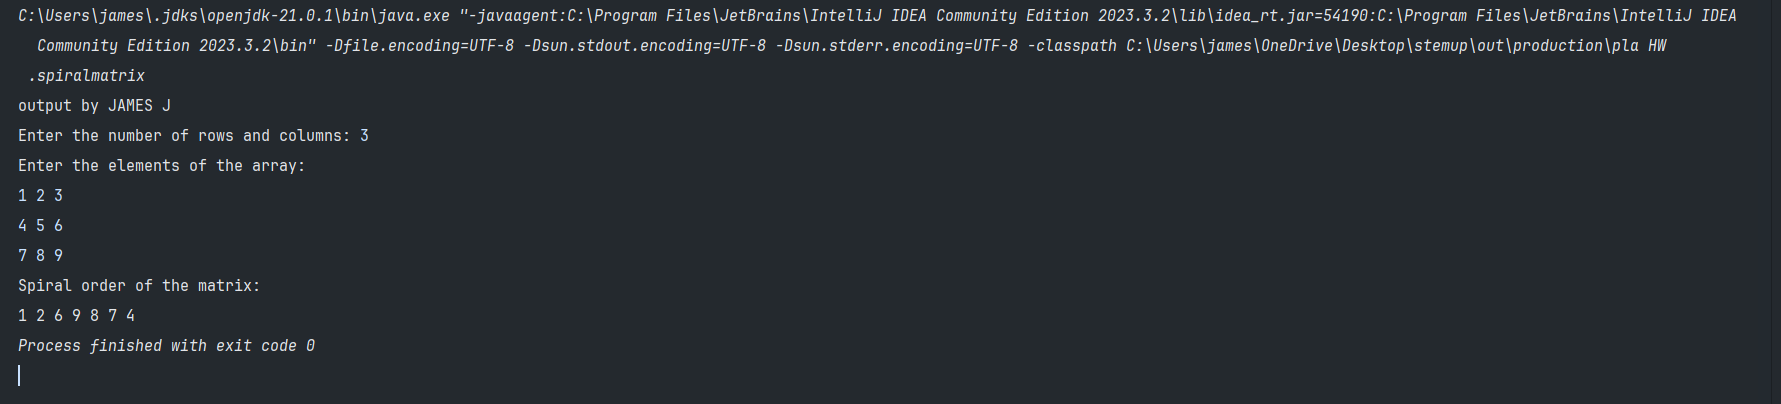 C:\Users\james\.jdks\openjdk-21.0.1\bin\java.exe "-javaagent:C:\Program Files\JetBrains\IntelliJ IDEA Community Edition 2023.3.2\lib\idea_rt.jar=54190:C:\Program Files\JetBrains\IntelliJ IDEA
Community Edition 2023.3.2\bin" -Dfile.encoding=UTF-8 -Dsun.stdout.encoding=UTF-8 -Dsun.stderr.encoding=UTF-8 -classpath C:\Users\james\OneDrive\Desktop\stemup\out\production\pla HW
.spiralmatrix
output by JAMES J
Enter the number of rows and columns: 3
Enter the elements of the array:
1 2 3
4 5 6
7 8 9
Spiral order of the matrix:
1 2 6 9 8 7 4
Process finished with exit code 0